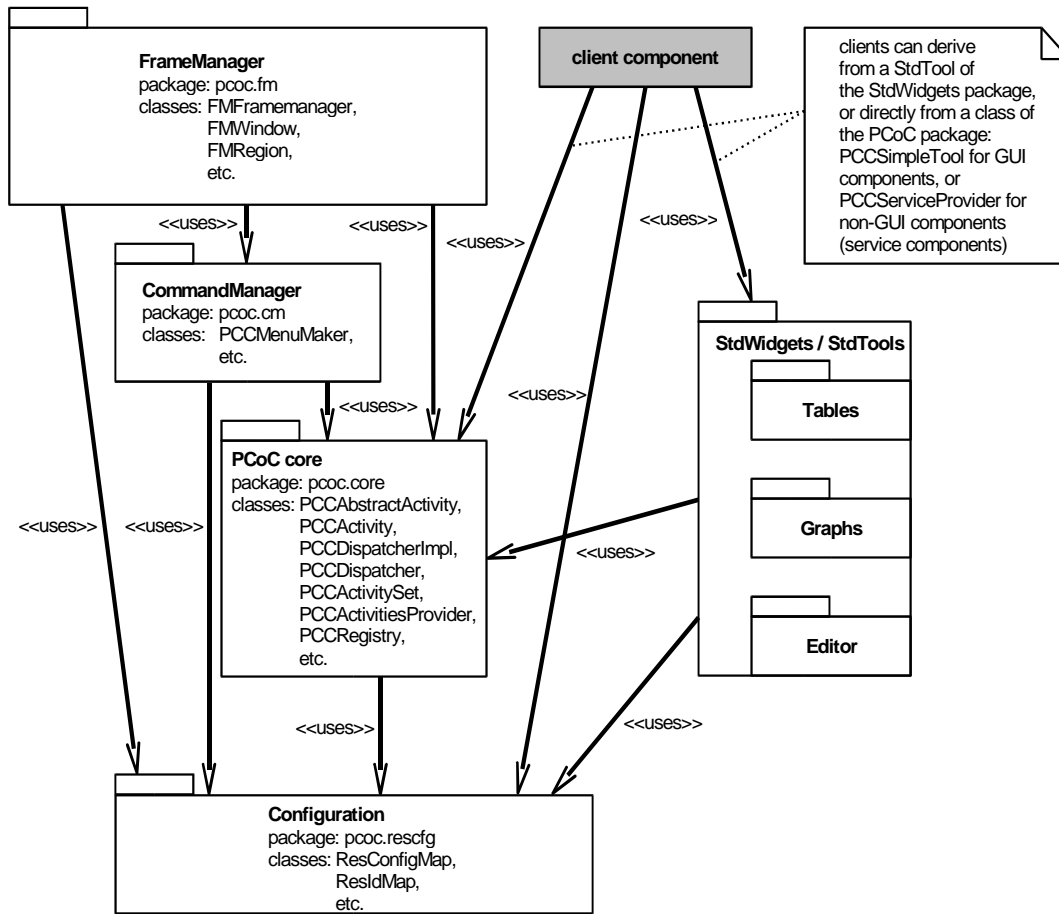 FrameManager
package: pcoc.fm
classes: FMFramemanager,
FMWindow,
FMRegion,
etc.
client component
clients can derive
from a StdTool of
the StdWidgets package,
or directly from a class of
the PCoC package:
PCCSimpleTool for GUI
components, or
PCCServiceProvider for
non-GUI components
(service components)
<<uses>>
<<uses>>
<<uses>>
<<uses>>
CommandManager
package: pcoc.cm
classes: PCCMenuMaker,
etc.
StdWidgets / StdTools
Tables
Graphs
Editor
<<uses>>
<<uses>>
PCoC core
package: pcoc.core
classes: PCCAbstractActivity,
PCCActivity,
PCCDispatcherImpl,
PCCDispatcher,
PCCActivitySet,
PCCActivitiesProvider,
PCCRegistry,
etc.
<<uses>>
<<uses>>
<<uses>>
<<uses>>
<<uses>>
Configuration
package: pcoc.rescfg
classes: ResConfigMap,
ResIdMap,
etc.